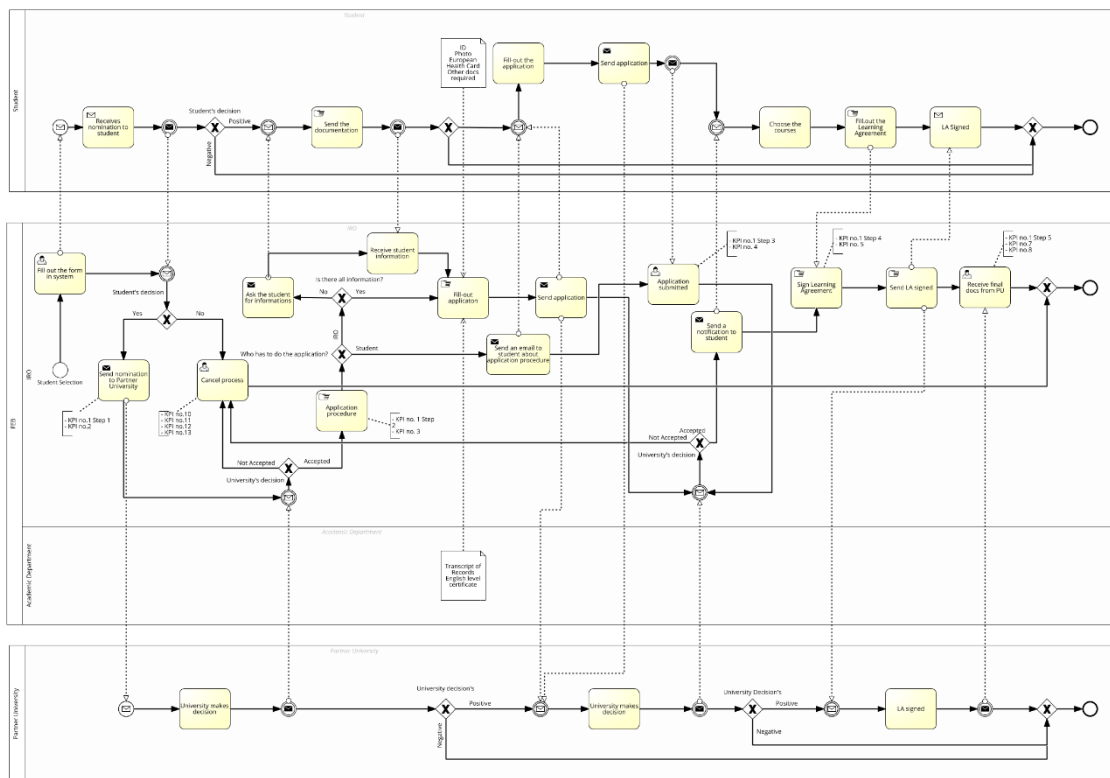 Student
Student
Receives
nomination to
student
Student's decision
Positive
Negative
Send the
documentation
ID
Photo
European
Health Card
Other docs
required
Fill-out the
application
Send application
Choose the
courses
Fill.out the
Learning
Agreement
LA Signed
FEB
IRO
IRO
Fill out the form
in system
Student Selection
Student's decision
Yes
No
Send nomination
to Partner
University
- KPI no.1 Step 1
- KPI no.2
Cancel process
- KPI no.10
- KPI no.11
- KPI no.12
- KPI no.13
Ask the student
for informations
Receive student
information
Is there all information?
No
Yes
IRO
Who has to do the application?
Student
Application
procedure
- KPI no. 1 Step
2
- KPI no. 3
Not Accepted
Accepted
University's decision
Fill-out
applicaton
Send application
Send an email to
student about
application procedure
Application
submitted
- KPI no.1 Step 3
- KPI no. 4
Send a
notification to
student
Accepted
Not Accepted
University's decision
Sign Learning
Agreement
- KPI no.1 Step 4
- KPI no. 5
Send LA signed
Receive final
docs from PU
- KPI no.1 Step 5
- KPI no.7
- KPI no.8
Academic Department
Academic Department
Transcript of
Records
English level
certificate
Partner University
Partner University
University makes
decision
University decision's
Positive
Negative
University makes
decision
University Decision's
Positive
Negative
LA signed